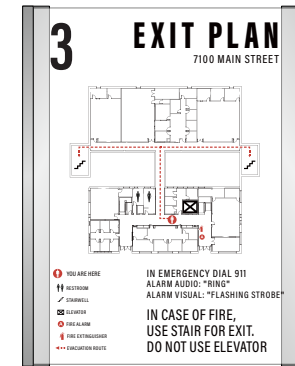 3
EXIT PLAN
7100 MAIN STREET
YOU ARE HERE
RESTROOM
STAIRWELL
ELEVATOR
FIRE ALARM
FIRE EXTINGUISHER
EVACUATION ROUTE
IN EMERGENCY DIAL 911
ALARM AUDIO: "RING"
ALARM VISUAL: "FLASHING STROBE"
IN CASE OF FIRE,
USE STAIR FOR EXIT.
DO NOT USE ELEVATOR